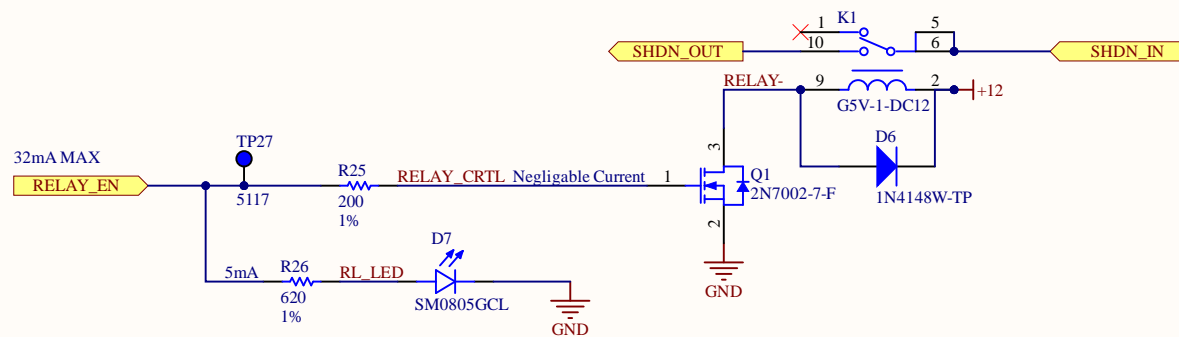 K1
1
5
10
6
SHDN_OUT
SHDN_IN
RELAY-
9
2
+12
G5V-1-DC12
TP27
D6
32mA MAX
R25
3
RELAY_EN
RELAY_CRTL
Negligable Current
1
Q1
5117
200
2N7002-7-F
1N4148W-TP
1%
2
D7
R26
5mA
RL_LED
GND
620
SM0805GCL
1%
GND